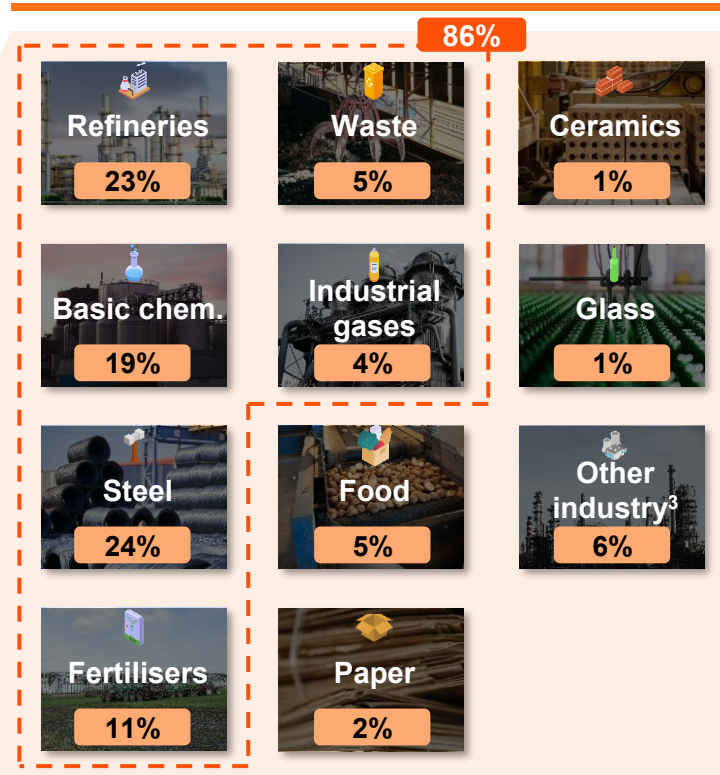 86%
Refineries
23%
Waste
5%
Ceramics
1%
Basic chem.
19%
Industrial
gases
4%
Glass
1%
Steel
24%
Food
5%
Other
industry³
6%
Fertilisers
11%
Paper
2%